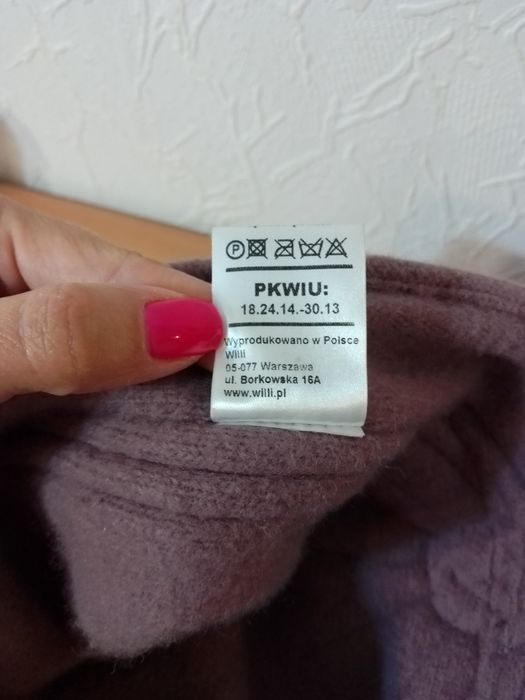 P
PKWIU:
18.24.14.-30.13
Wyprodukowano w Polsce
Willi
05-077 Warszawa
ul. Borkowska 16A
www.willi.pl